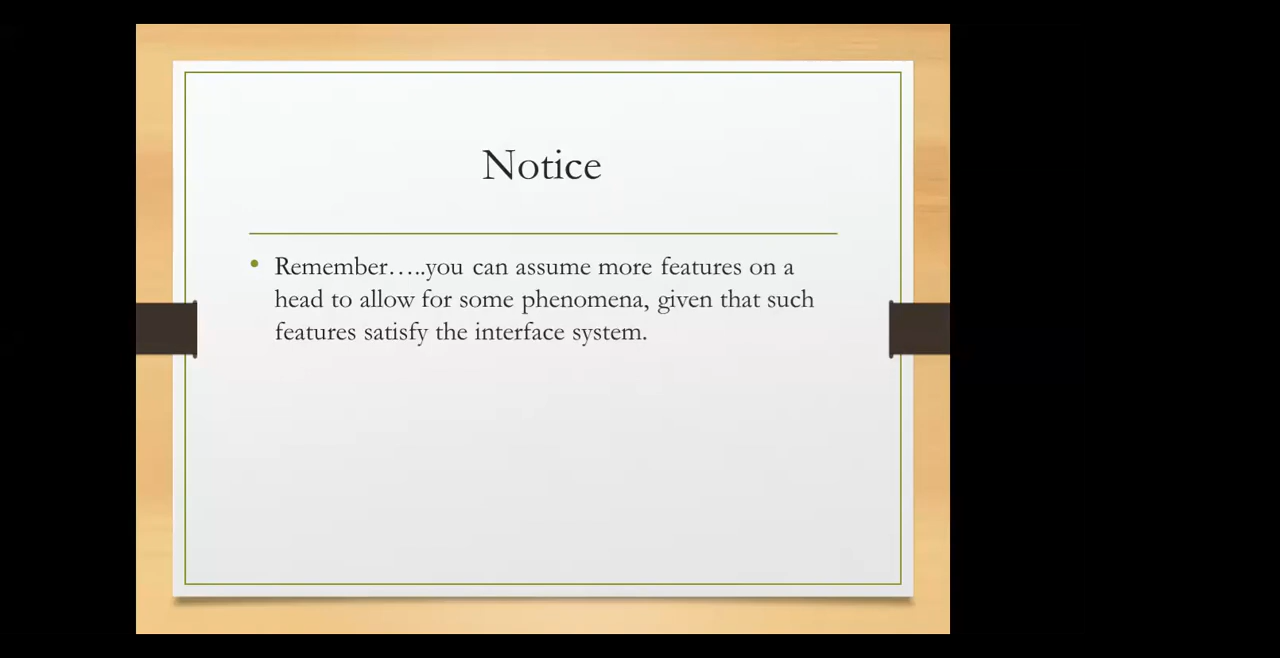 Notice
• Remember…..you can assume more features on a
head to allow for some phenomena, given that such
features satisfy the interface system.